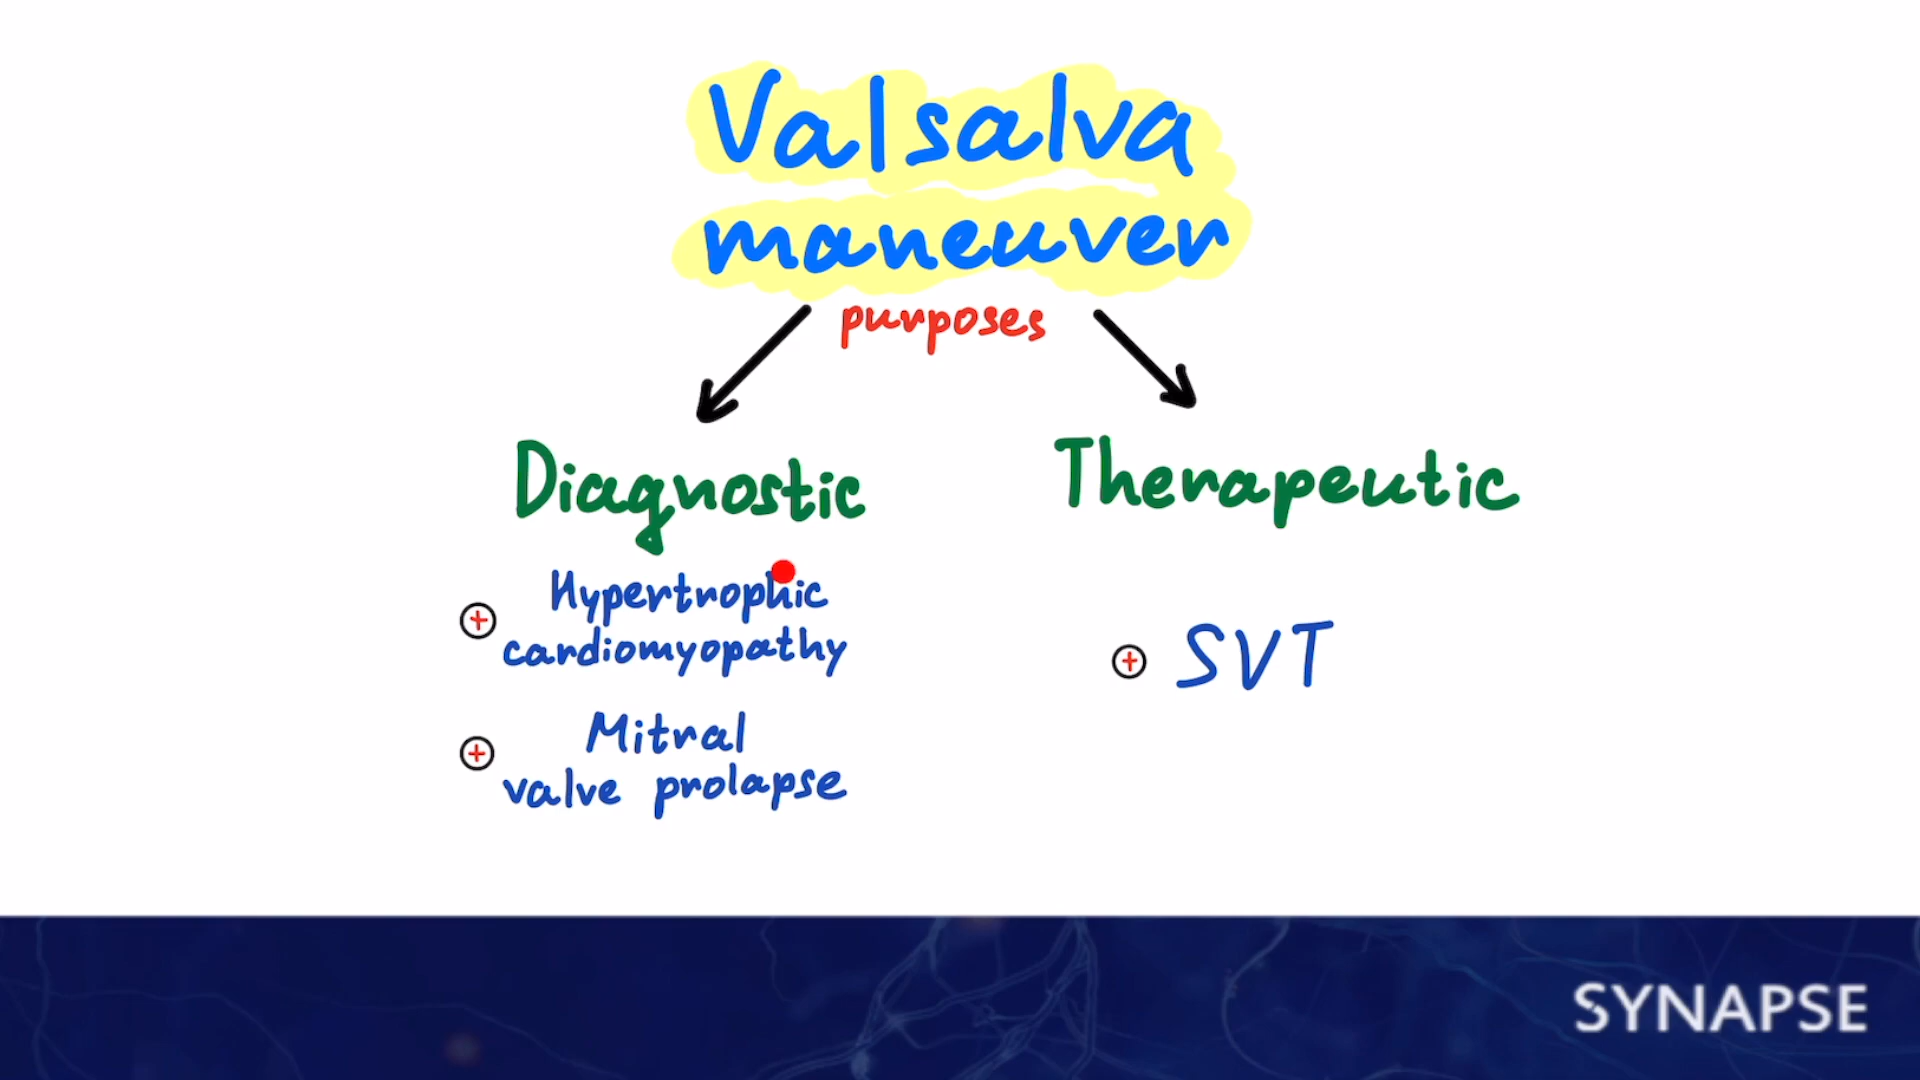 Valsalva
maneuver
purposes
Diagnostic
Therapeutic
Hypertrophic
cardiomyopathy
Mitral
valve prolapse
SVT
SYNAPSE